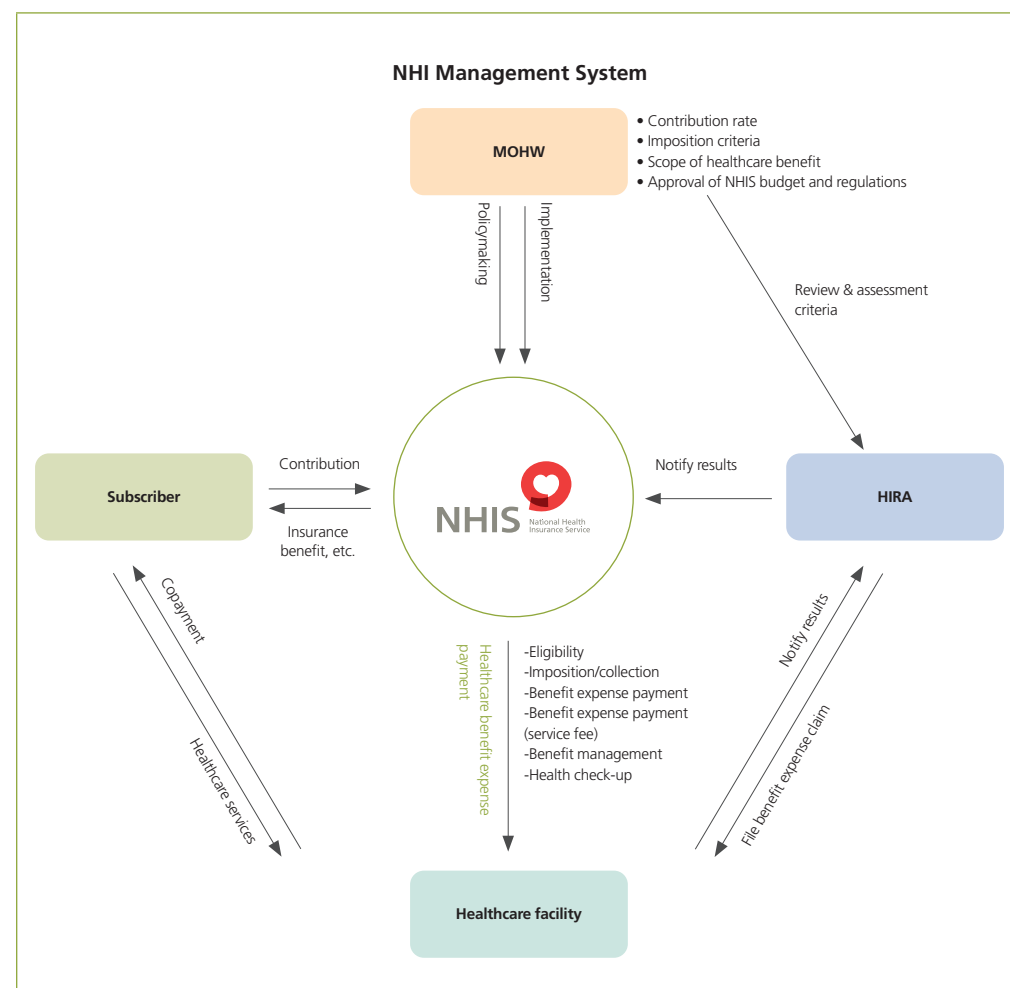 NHI Management System
MOHW
• Contribution rate
• Imposition criteria
• Scope of healthcare benefit
• Approval of NHIS budget and regulations
Policymaking
Implementation
Review & assessment
criteria
Subscriber
Contribution
Insurance
benefit, etc.
NHIS
National Health
Insurance Service
Notify results
HIRA
Copayment
Healthcare services
Healthcare benefit expense
payment
-Eligibility
-Imposition/collection
-Benefit expense payment
-Benefit expense payment
(service fee)
-Benefit management
-Health check-up
Notify results
File benefit expense claim
Healthcare facility